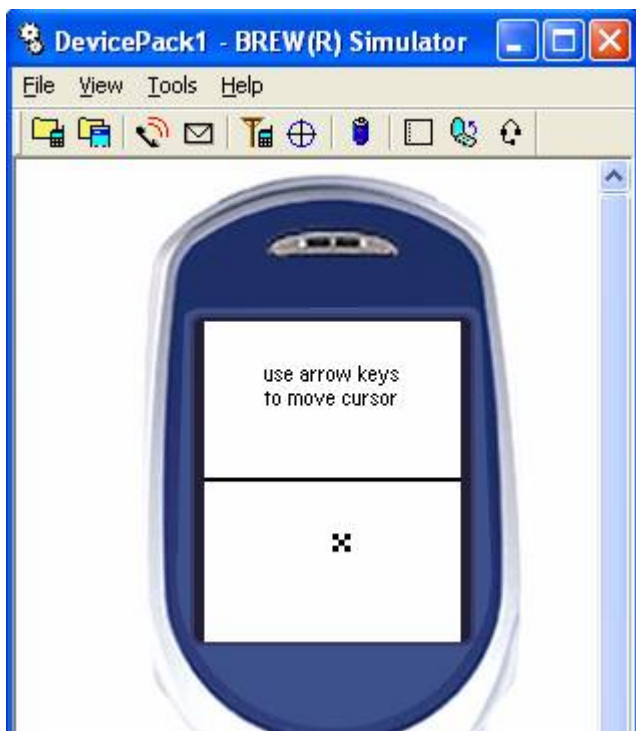 DevicePack1 - BREW(R) Simulator
File View Tools Help
use arrow keys
to move cursor